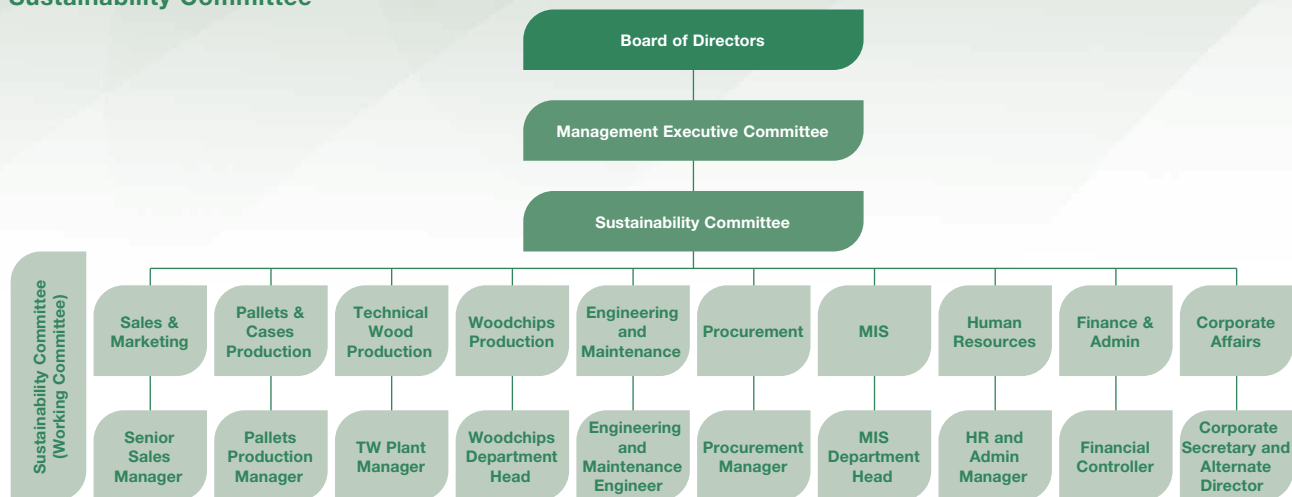 Sustainability Committee
Board of Directors
Management Executive Committee
Sustainability Committee
Sustainability Committee
(Working Committee)
Sales &
Marketing
Pallets &
Cases
Production
Technical
Wood
Production
Woodchips
Production
Engineering
and
Maintenance
Procurement
MIS
Human
Resources
Finance &
Admin
Corporate
Affairs
Senior
Sales
Manager
Pallets
Production
Manager
TW Plant
Manager
Woodchips
Department
Head
Engineering
and
Maintenance
Engineer
Procurement
Manager
MIS
Department
Head
HR and
Admin
Manager
Financial
Controller
Corporate
Secretary and
Alternate
Director